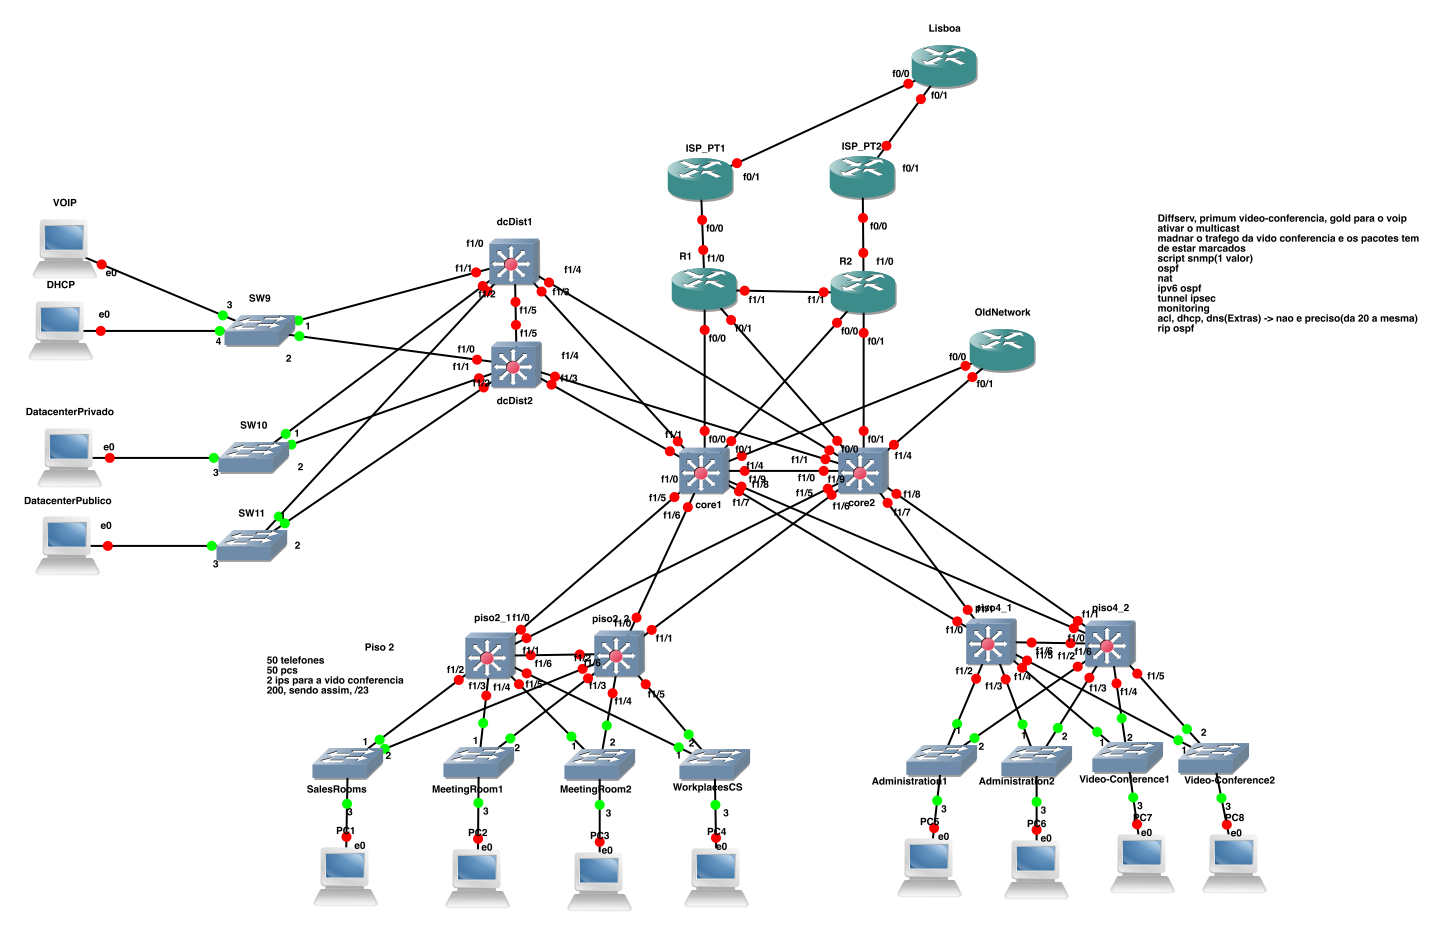 Lisboa
f0/0
f0/1
ISP_PT1
ISP_PT2
f0/1
f0/1
f0/0
f0/0
VOIP
e0
DHCP
e0
dcDist1
f1/0
f1/1
f1/2
f1/4
f1/3
f1/5
R1
f1/0
R2
f1/0
f1/1
f1/1
f0/0
f0/1
f0/0
f0/1
Diffserv, primum video-conferencia, gold para o voip
ativar o multicast
madnar o trafego da vido conferencia e os pacotes tem
de estar marcados
script snmp(1 valor)
ospf
nat
ipv6 ospf
tunnel ipsec
monitoring
acl, dhcp, dns(Extras) -> nao e preciso(da 20 a mesma)
rip ospf
SW9
3
4
1
2
f1/5
f1/0
f1/1
f1/2
f1/4
f1/3
dcDist2
OldNetwork
f0/0
f0/1
DatacenterPrivado
e0
SW10
1
2
3
DatacenterPublico
e0
SW11
1
2
3
f1/1
f0/0
f0/1
f1/4
f1/9
f1/8
f1/0
f1/5
f1/6
f1/7
core1
f0/0
f0/1
f1/1
f1/0
f1/4
f1/9
f1/5
f1/6
f1/8
f1/7
core2
Piso 2
50 telefones
50 pcs
2 ips para a vido conferencia
200, sendo assim, /23
piso2_1
f1/0
f1/1
f1/2
f1/3
f1/4
f1/5
f1/6
piso2_2
f1/0
f1/1
f1/2
f1/6
f1/3
f1/4
f1/5
piso4_1
f1/1
f1/0
f1/2
f1/3
f1/4
f1/5
f1/6
piso4_2
f1/1
f1/0
f1/6
f1/2
f1/3
f1/4
f1/5
1
2
SalesRooms
3
PC1
e0
1
2
MeetingRoom1
3
PC2
e0
1
2
MeetingRoom2
3
PC3
e0
1
2
WorkplacesCS
3
PC4
e0
1
2
Administration1
3
PC5
e0
1
2
Administration2
3
PC6
e0
1
2
Video-Conference1
3
PC7
e0
1
2
Video-Conference2
3
PC8
e0